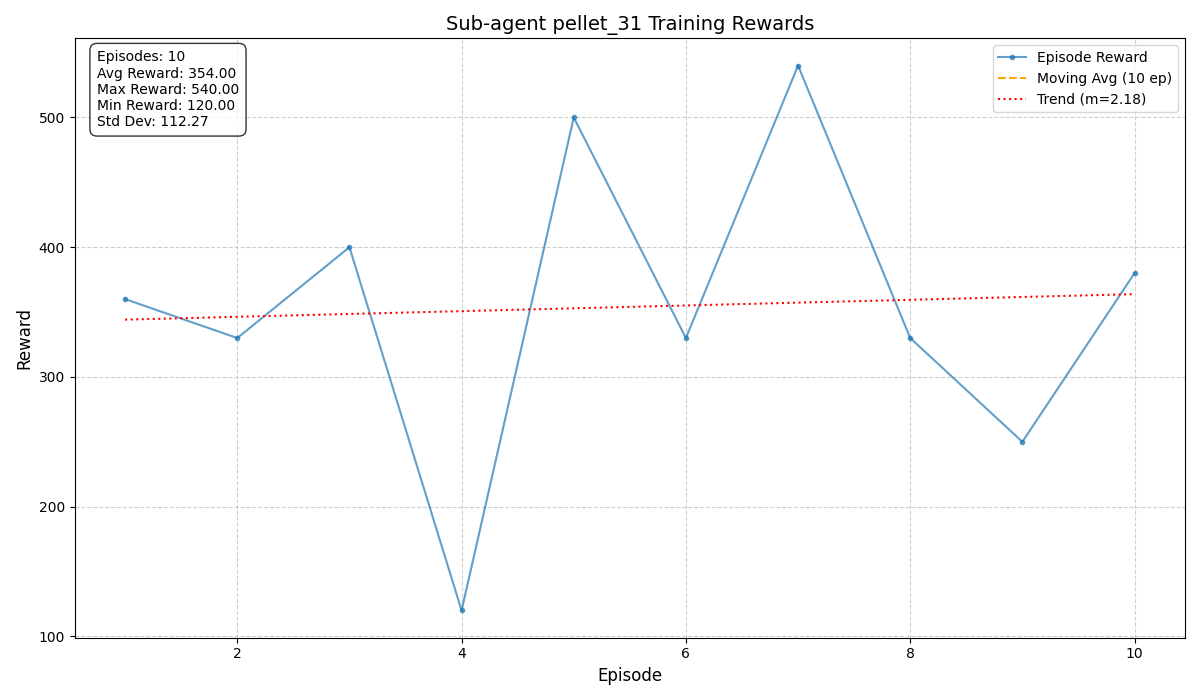 Sub-agent pellet_31 Training Rewards
Episodes: 10
Avg Reward: 354.00
Max Reward: 540.00
Min Reward: 120.00
Std Dev: 112.27
Episode Reward
Moving Avg (10 ep)
Trend (m=2.18)
Reward
500
400
300
200
100
2
4
6
8
10
Episode